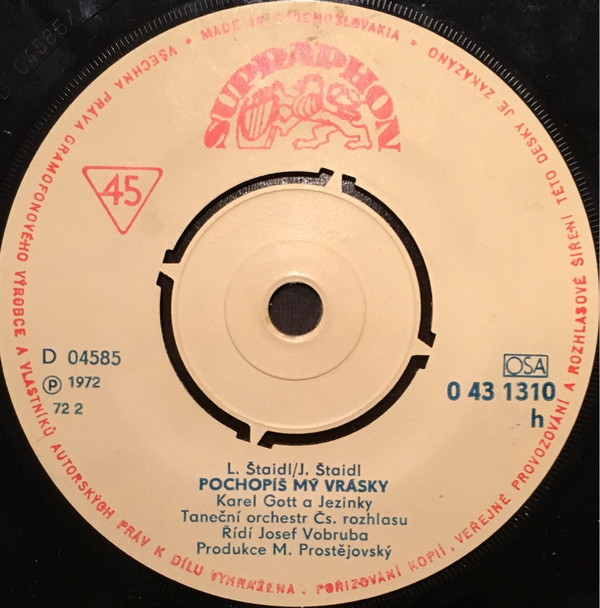 VŠECHNA PRÁVA GRAMOFONOVÉHO VÝROBCE A VLASTNÍKŮ AUTORSKÝCH PRÁV K DÍLU VYHRAŽENA . POŘIZOVÁNÍ KOPIÍ, VEŘEJNÉ PROVOZOVÁNÍ A ROZHLASOVÉ ŠÍŘENÍ TÉTO DESKY JE ZAKÁZÁNO
• MADE IN CZECHOSLOVAKIA •
SUPRAPHON
45
D 04585
Ⓟ 1972
72 2
OSA
0 43 1310
h
L. Štaidl/J. Štaidl
POCHOPÍŠ MÝ VRÁSKY
Karel Gott a Jezinky
Taneční orchestr Čs. rozhlasu
Řídí Josef Vobruba
Produkce M. Prostějovský
D 04585